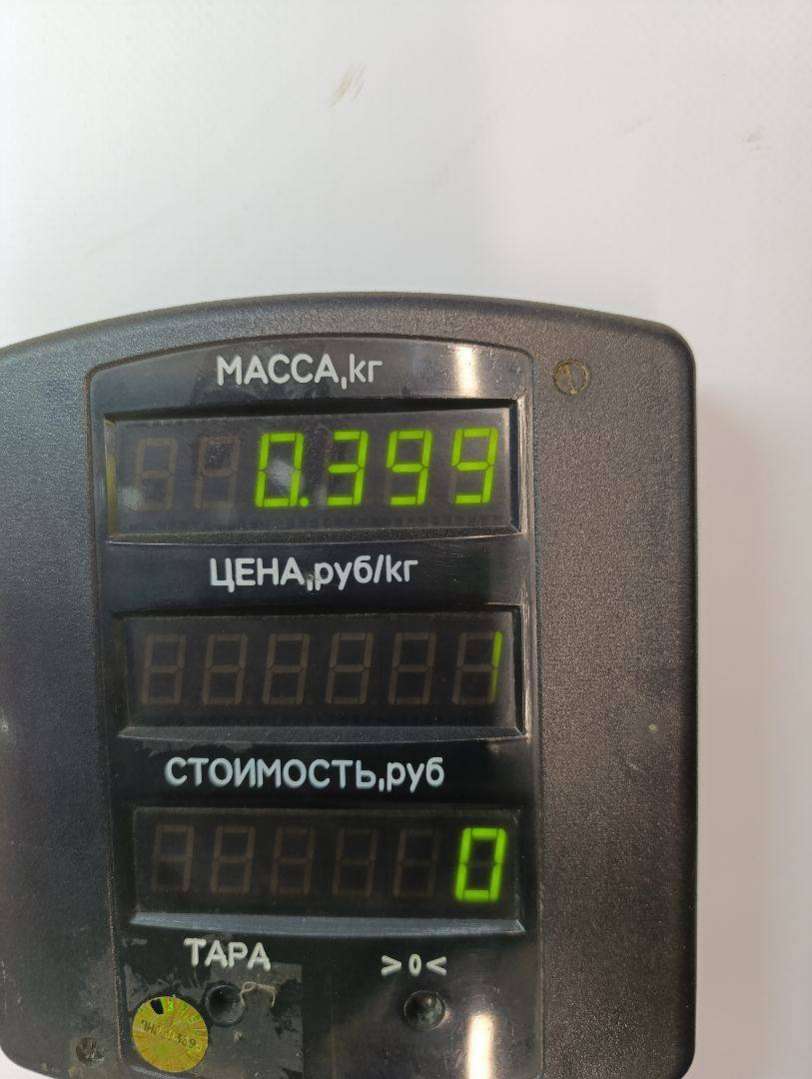 МАССА,кг
0.399
ЦЕНА,руб/кг
1
СТОИМОСТЬ,руб
0
ТАРА >0<